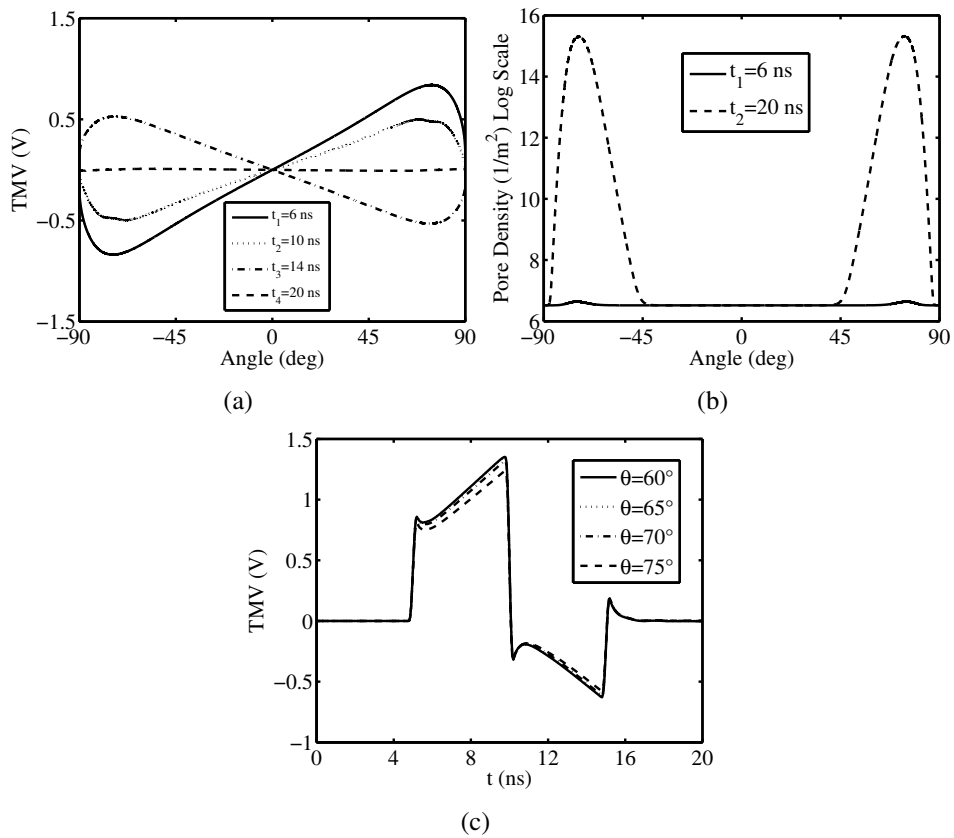 1.5
0.5
−0.5
−1.5
TMV (V)
−90
−45
0
45
90
Angle (deg)
t1=6 ns
t2=10 ns
t3=14 ns
t4=20 ns
(a)
16
14
12
10
8
6
Pore Density (1/m2) Log Scale
−90
−45
0
45
90
Angle (deg)
t1=6 ns
t2=20 ns
(b)
1.5
1
0.5
0
−0.5
−1
TMV (V)
0
4
8
12
16
20
t (ns)
θ=60°
θ=65°
θ=70°
θ=75°
(c)